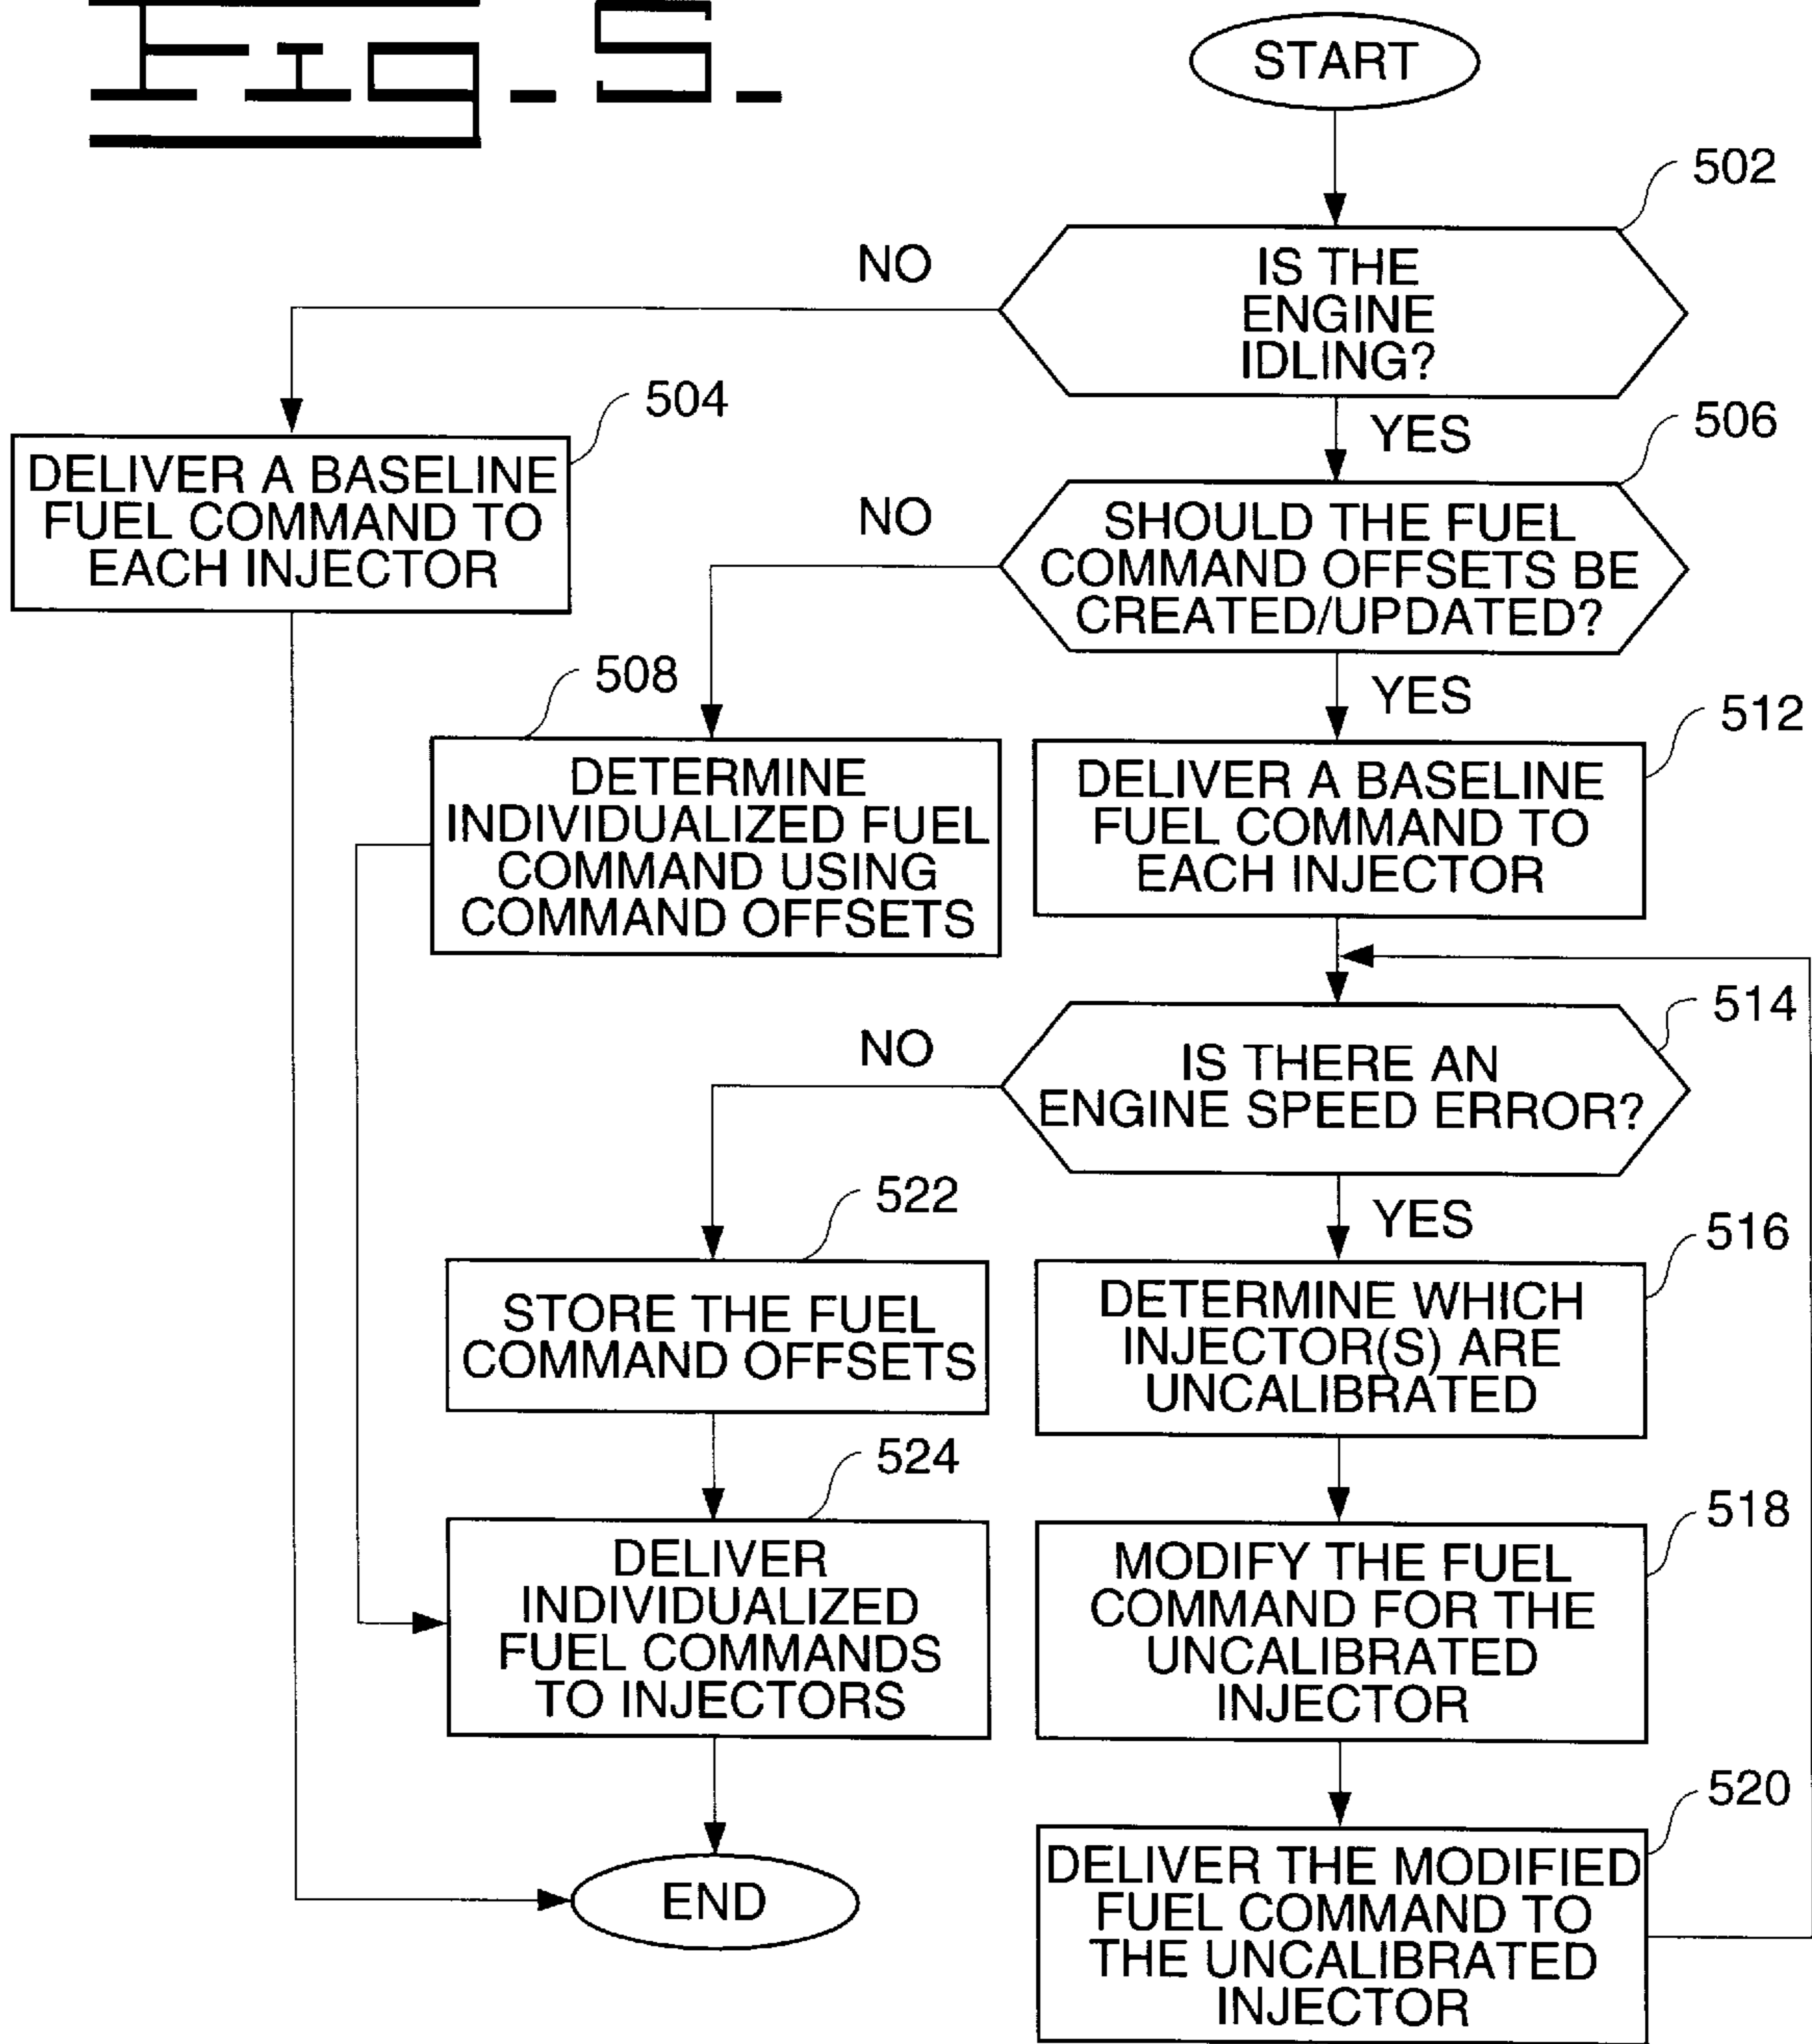 Fig. 5.
START
502
IS THE
ENGINE
IDLING?
NO
YES
504
DELIVER A BASELINE
FUEL COMMAND TO
EACH INJECTOR
506
SHOULD THE FUEL
COMMAND OFFSETS BE
CREATED/UPDATED?
NO
YES
508
DETERMINE
INDIVIDUALIZED FUEL
COMMAND USING
COMMAND OFFSETS
512
DELIVER A BASELINE
FUEL COMMAND TO
EACH INJECTOR
514
IS THERE AN
ENGINE SPEED ERROR?
NO
YES
522
STORE THE FUEL
COMMAND OFFSETS
516
DETERMINE WHICH
INJECTOR(S) ARE
UNCALIBRATED
524
DELIVER
INDIVIDUALIZED
FUEL COMMANDS
TO INJECTORS
518
MODIFY THE FUEL
COMMAND FOR THE
UNCALIBRATED
INJECTOR
520
DELIVER THE MODIFIED
FUEL COMMAND TO
THE UNCALIBRATED
INJECTOR
END